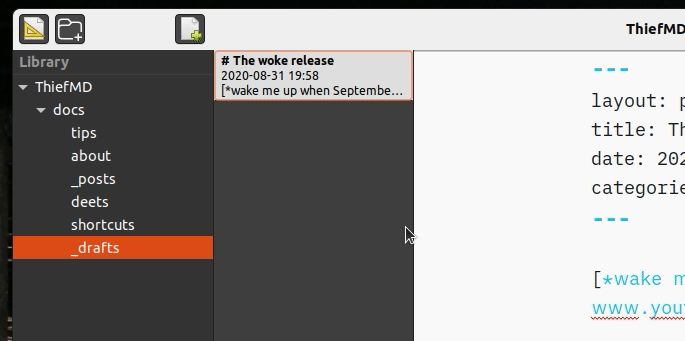 ThiefMD
Library
ThiefMD
docs
tips
about
_posts
deets
shortcuts
_drafts
# The woke release
2020-08-31 19:58
[*wake me up when Septembe...
---
layout: p
title: Th
date: 202
categorie
---
[*wake m
www.you